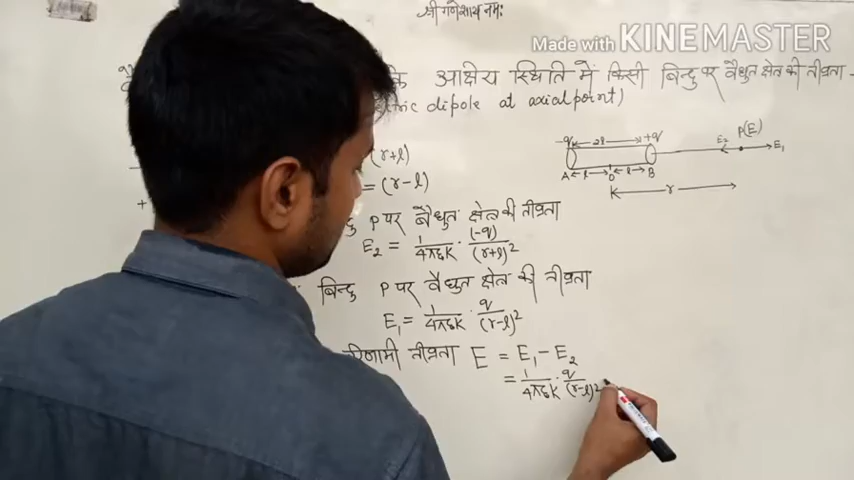 श्री गणेशाय नमः
Made with KINEMASTER
आक्षीय स्थिति में किसी बिन्दु पर वैधुत क्षेत्र की तीव्रता
dipole at axial point)
-q 2l +q E₂ P(E) E₁
A l O l B
r
(r+l)
= (r-l)
P पर वैधुत क्षेत्र की तीव्रता
E₂ = 1/4πε₀K · (-q)/(r+l)²
बिन्दु P पर वैधुत क्षेत्र की तीव्रता
E₁ = 1/4πε₀K · q/(r-l)²
तीव्रता E = E₁ - E₂
= 1/4πε₀K · q/(r-l)²